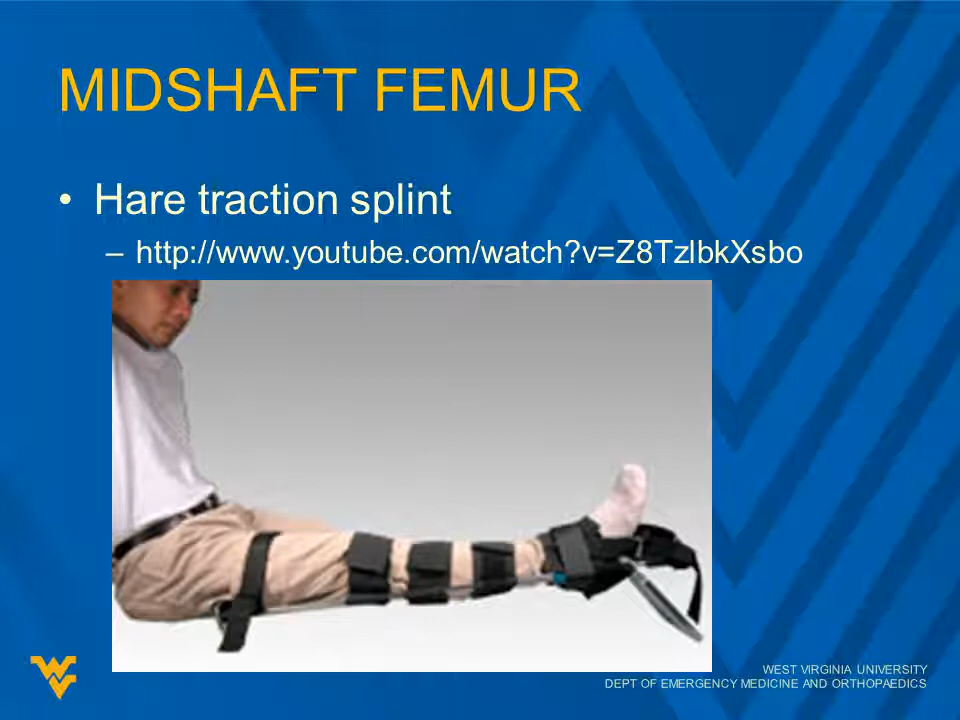 MIDSHAFT FEMUR
• Hare traction splint
– http://www.youtube.com/watch?v=Z8TzlbkXsbo
WEST VIRGINIA UNIVERSITY
DEPT OF EMERGENCY MEDICINE AND ORTHOPAEDICS